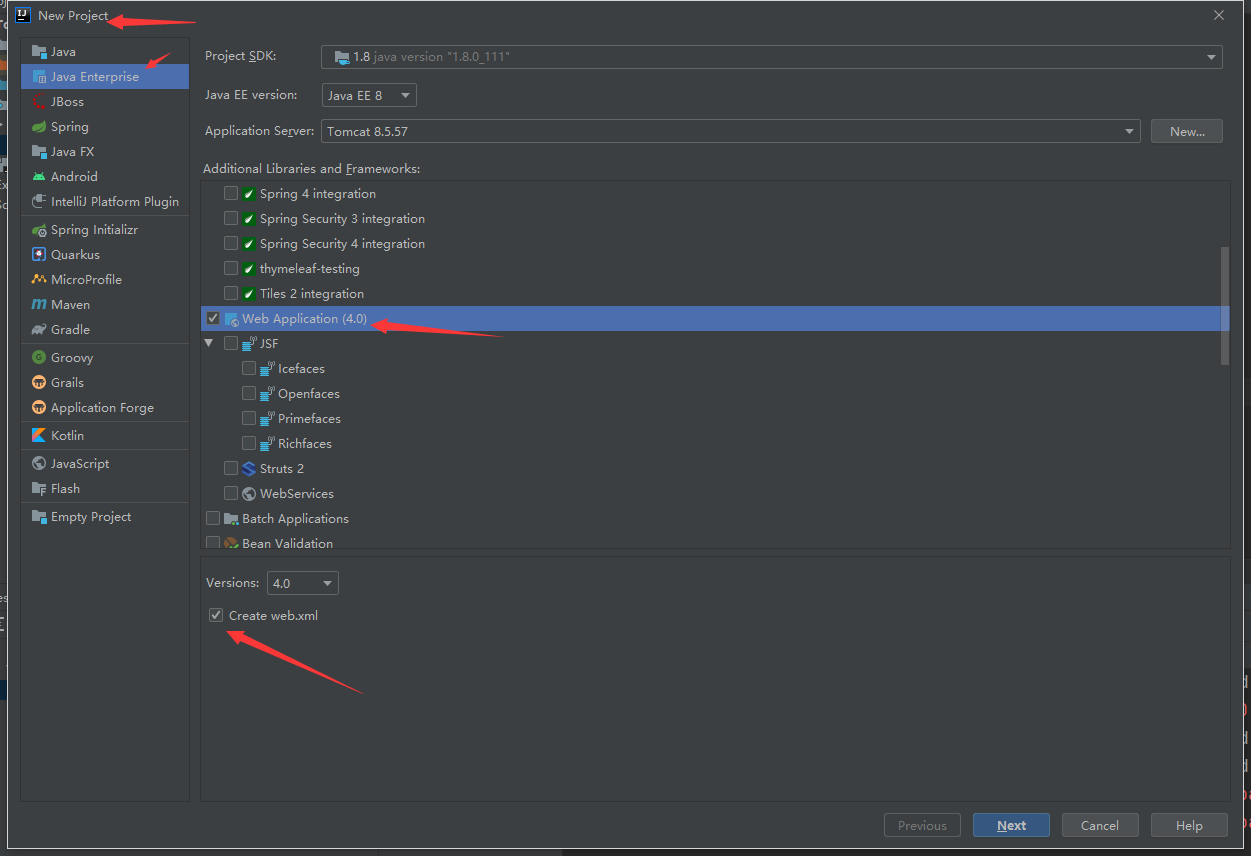 New Project
Java
Java Enterprise
JBoss
Spring
Java FX
Android
IntelliJ Platform Plugin
Spring Initializr
Quarkus
MicroProfile
Maven
Gradle
Groovy
Grails
Application Forge
Kotlin
JavaScript
Flash
Empty Project
Project SDK: 1.8 java version "1.8.0_111"
Java EE version: Java EE 8
Application Server: Tomcat 8.5.57 New...
Additional Libraries and Frameworks:
Spring 4 integration
Spring Security 3 integration
Spring Security 4 integration
thymeleaf-testing
Tiles 2 integration
Web Application (4.0)
JSF
Icefaces
Openfaces
Primefaces
Richfaces
Struts 2
WebServices
Batch Applications
Bean Validation
Versions: 4.0
Create web.xml
Previous Next Cancel Help